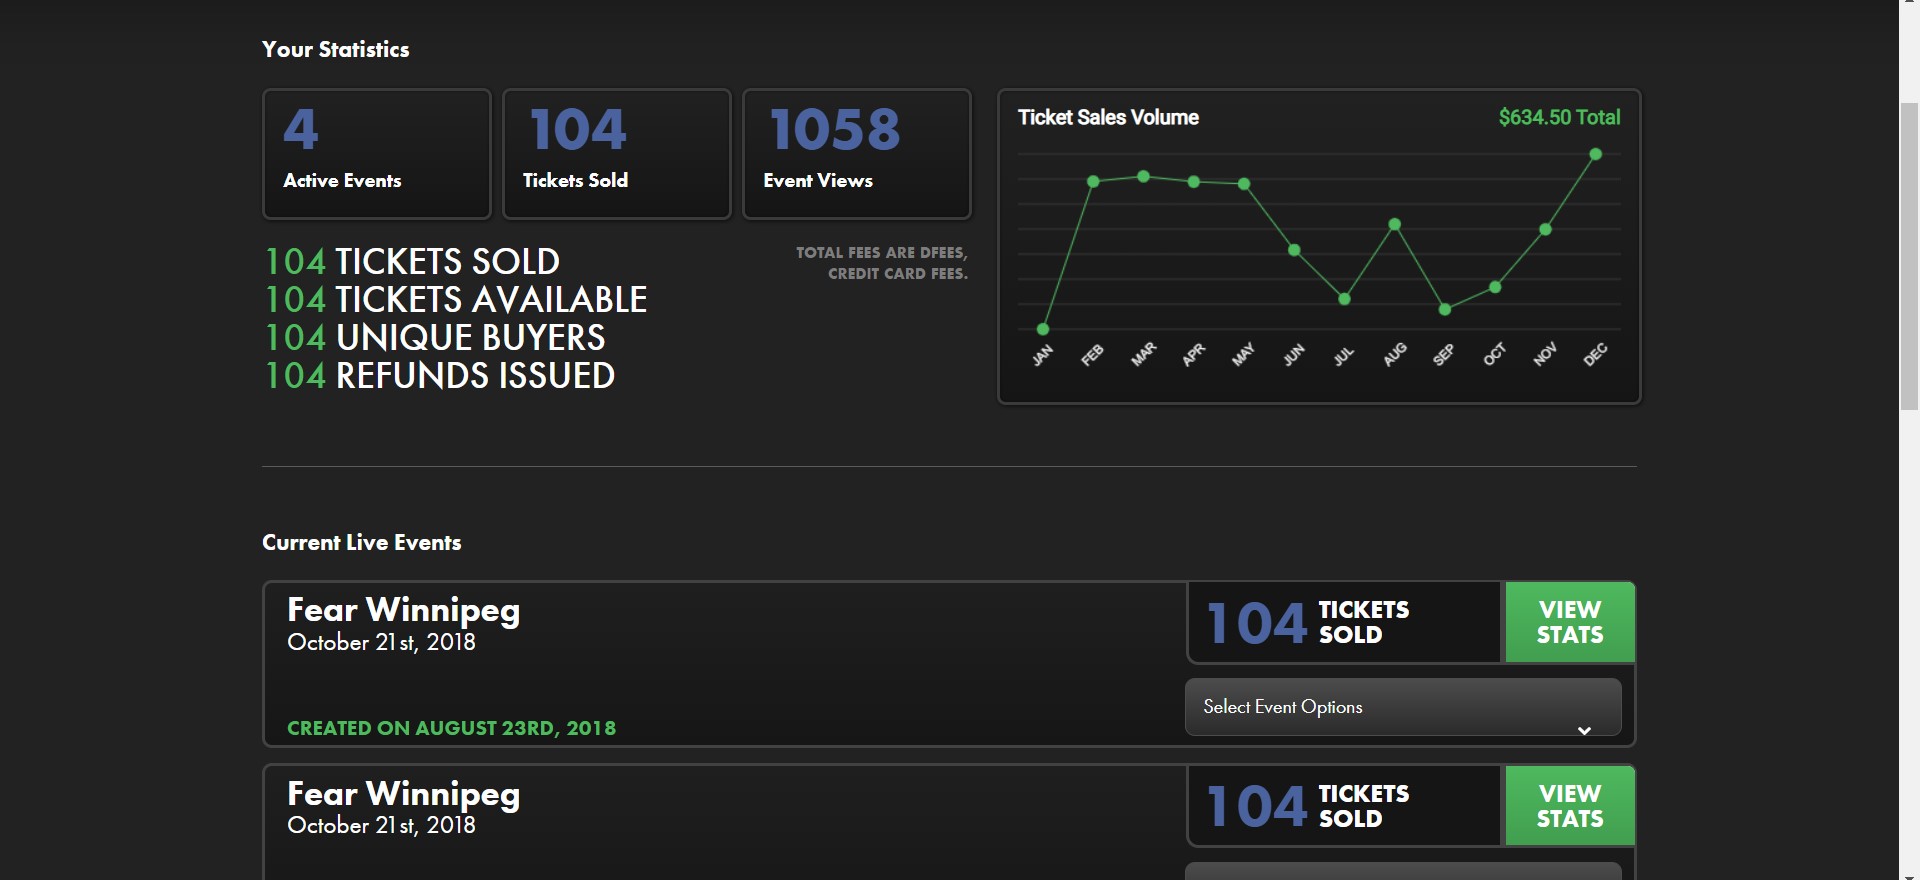 Your Statistics
4
Active Events
104
Tickets Sold
1058
Event Views
104 TICKETS SOLD
104 TICKETS AVAILABLE
104 UNIQUE BUYERS
104 REFUNDS ISSUED
TOTAL FEES ARE DFEES,
CREDIT CARD FEES.
Ticket Sales Volume
$634.50 Total
JAN FEB MAR APR MAY JUN JUL AUG SEP OCT NOV DEC
Current Live Events
Fear Winnipeg
October 21st, 2018
CREATED ON AUGUST 23RD, 2018
104 TICKETS
SOLD
VIEW
STATS
Select Event Options
Fear Winnipeg
October 21st, 2018
104 TICKETS
SOLD
VIEW
STATS